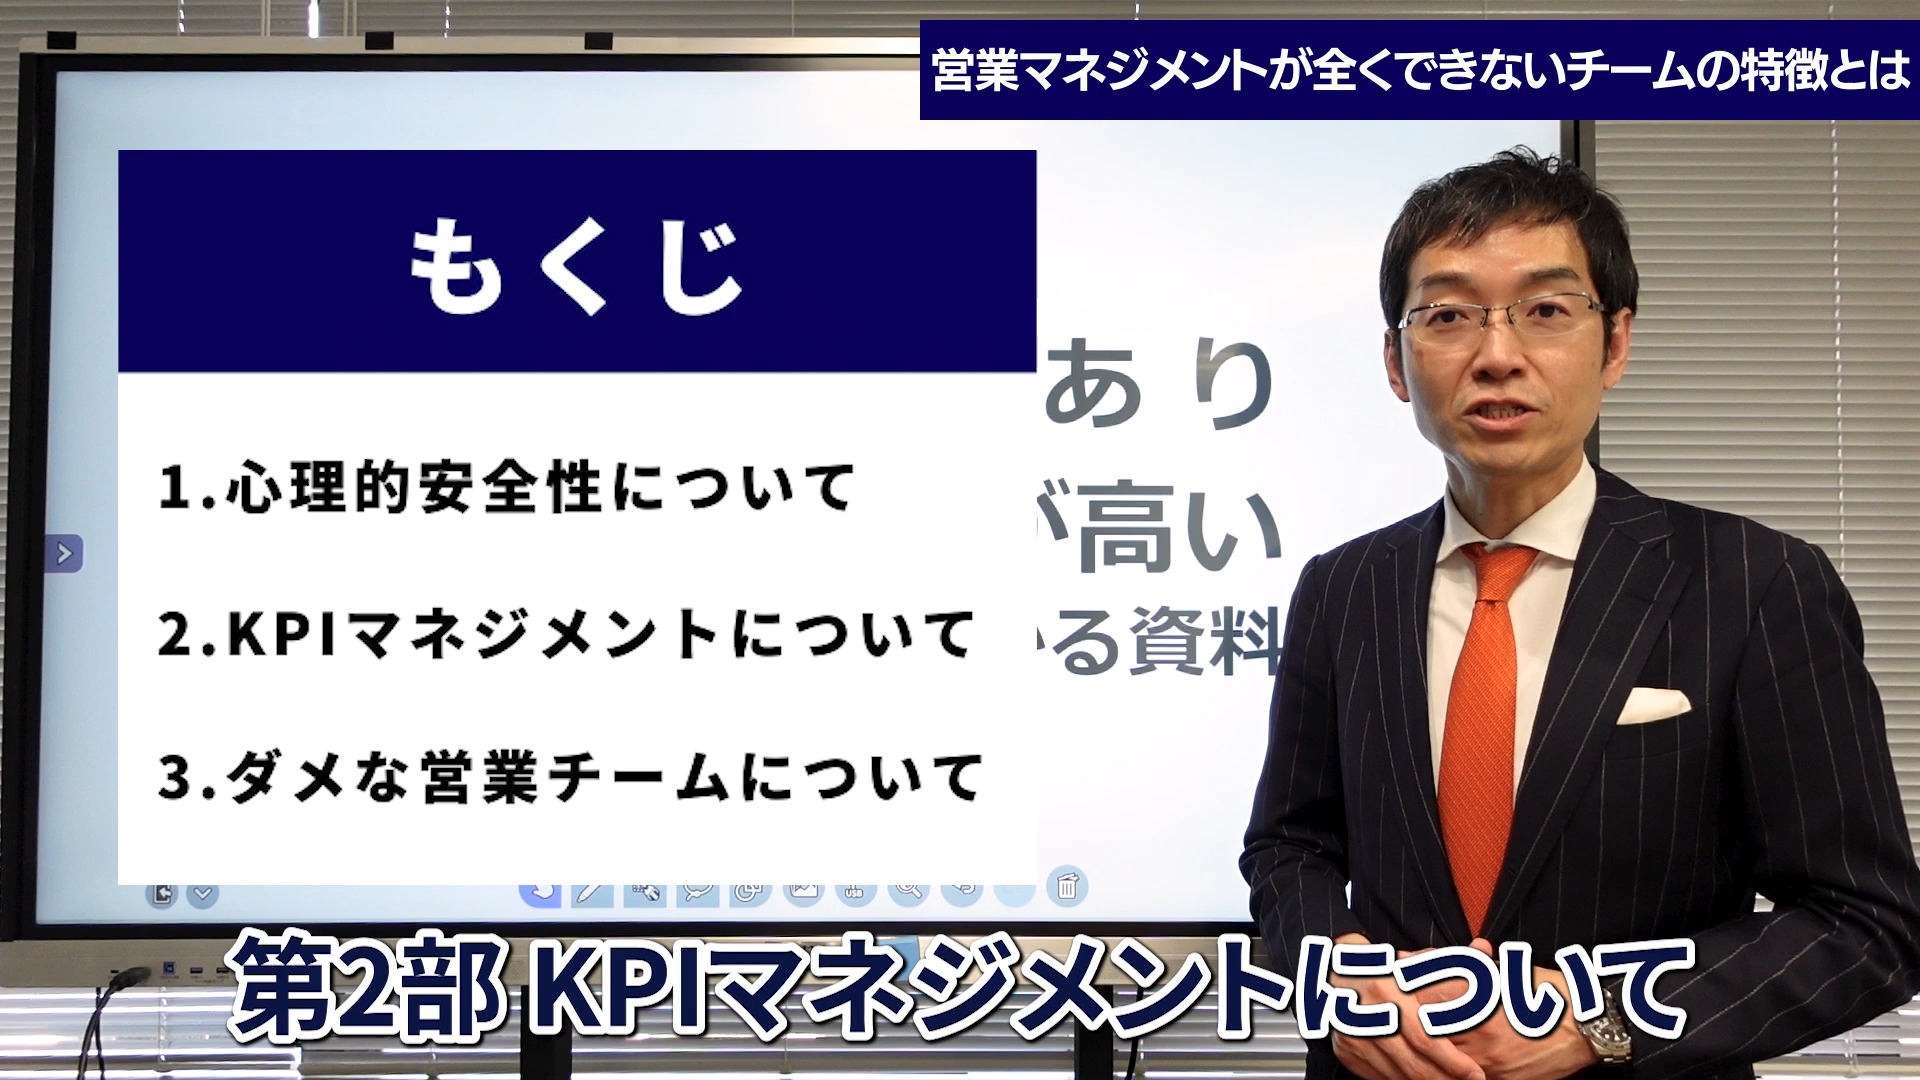 営業マネジメントが全くできないチームの特徴とは
もくじ
1.心理的安全性について
2.KPIマネジメントについて
3.ダメな営業チームについて
あり
が高い
る資料
USB
第2部 KPIマネジメントについて